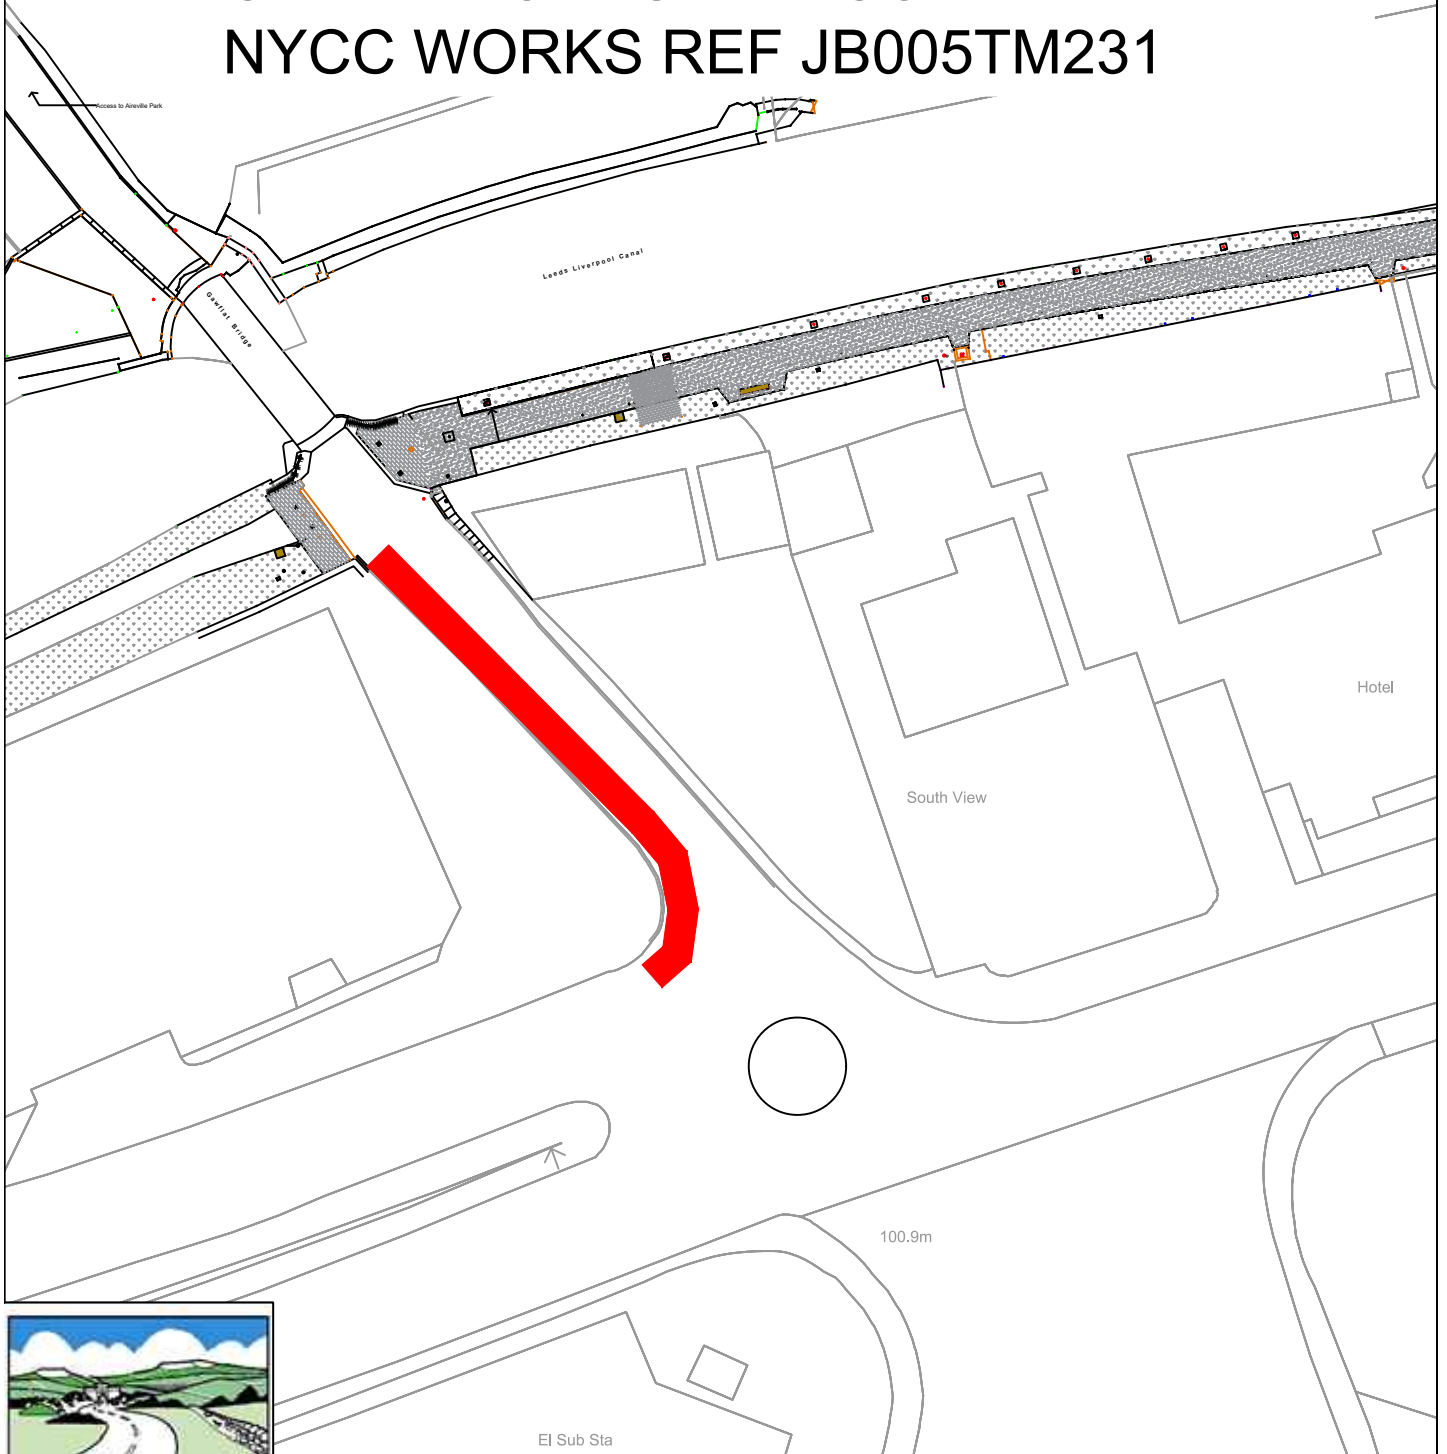 NYCC WORKS REF JB005TM231
Access to Aireville Park
Leeds Liverpool Canal
Gawflat Bridge
Hotel
South View
100.9m
El Sub Sta